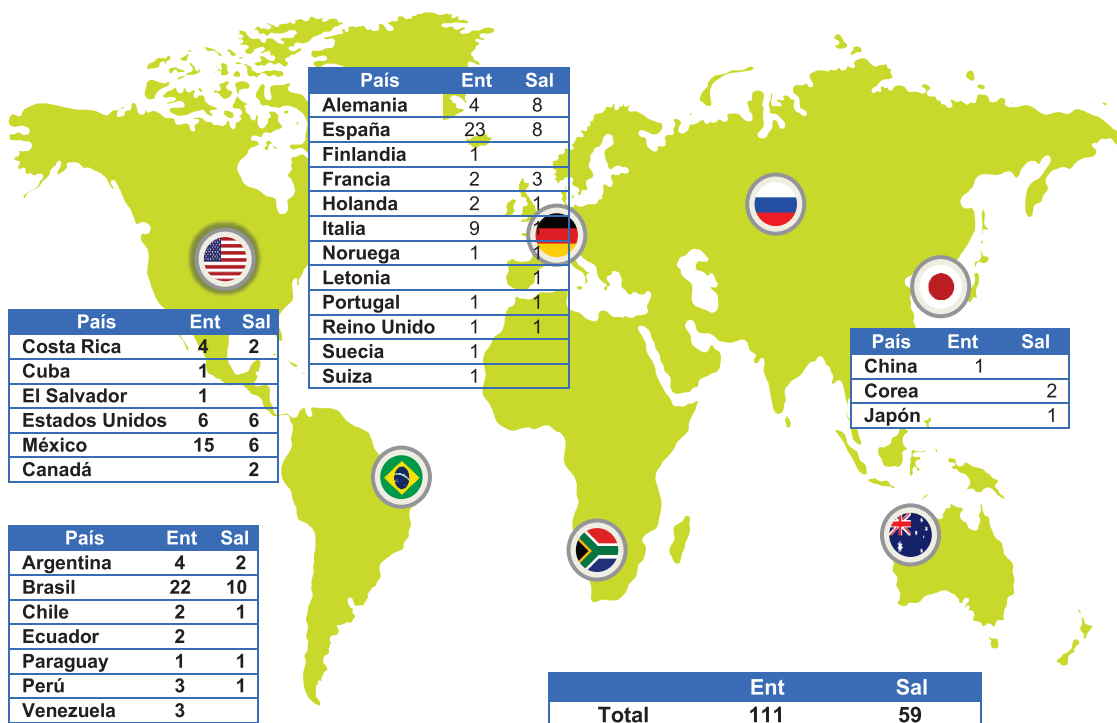 País Ent Sal
Alemania 4 8
España 23 8
Finlandia 1
Francia 2 3
Holanda 2 1
Italia 9 1
Noruega 1 1
Letonia 1
Portugal 1 1
Reino Unido 1 1
Suecia 1
Suiza 1
País Ent Sal
Costa Rica 4 2
Cuba 1
El Salvador 1
Estados Unidos 6 6
México 15 6
Canadá 2
País Ent Sal
China 1
Corea 2
Japón 1
País Ent Sal
Argentina 4 2
Brasil 22 10
Chile 2 1
Ecuador 2
Paraguay 1 1
Perú 3 1
Venezuela 3
Ent Sal
Total 111 59